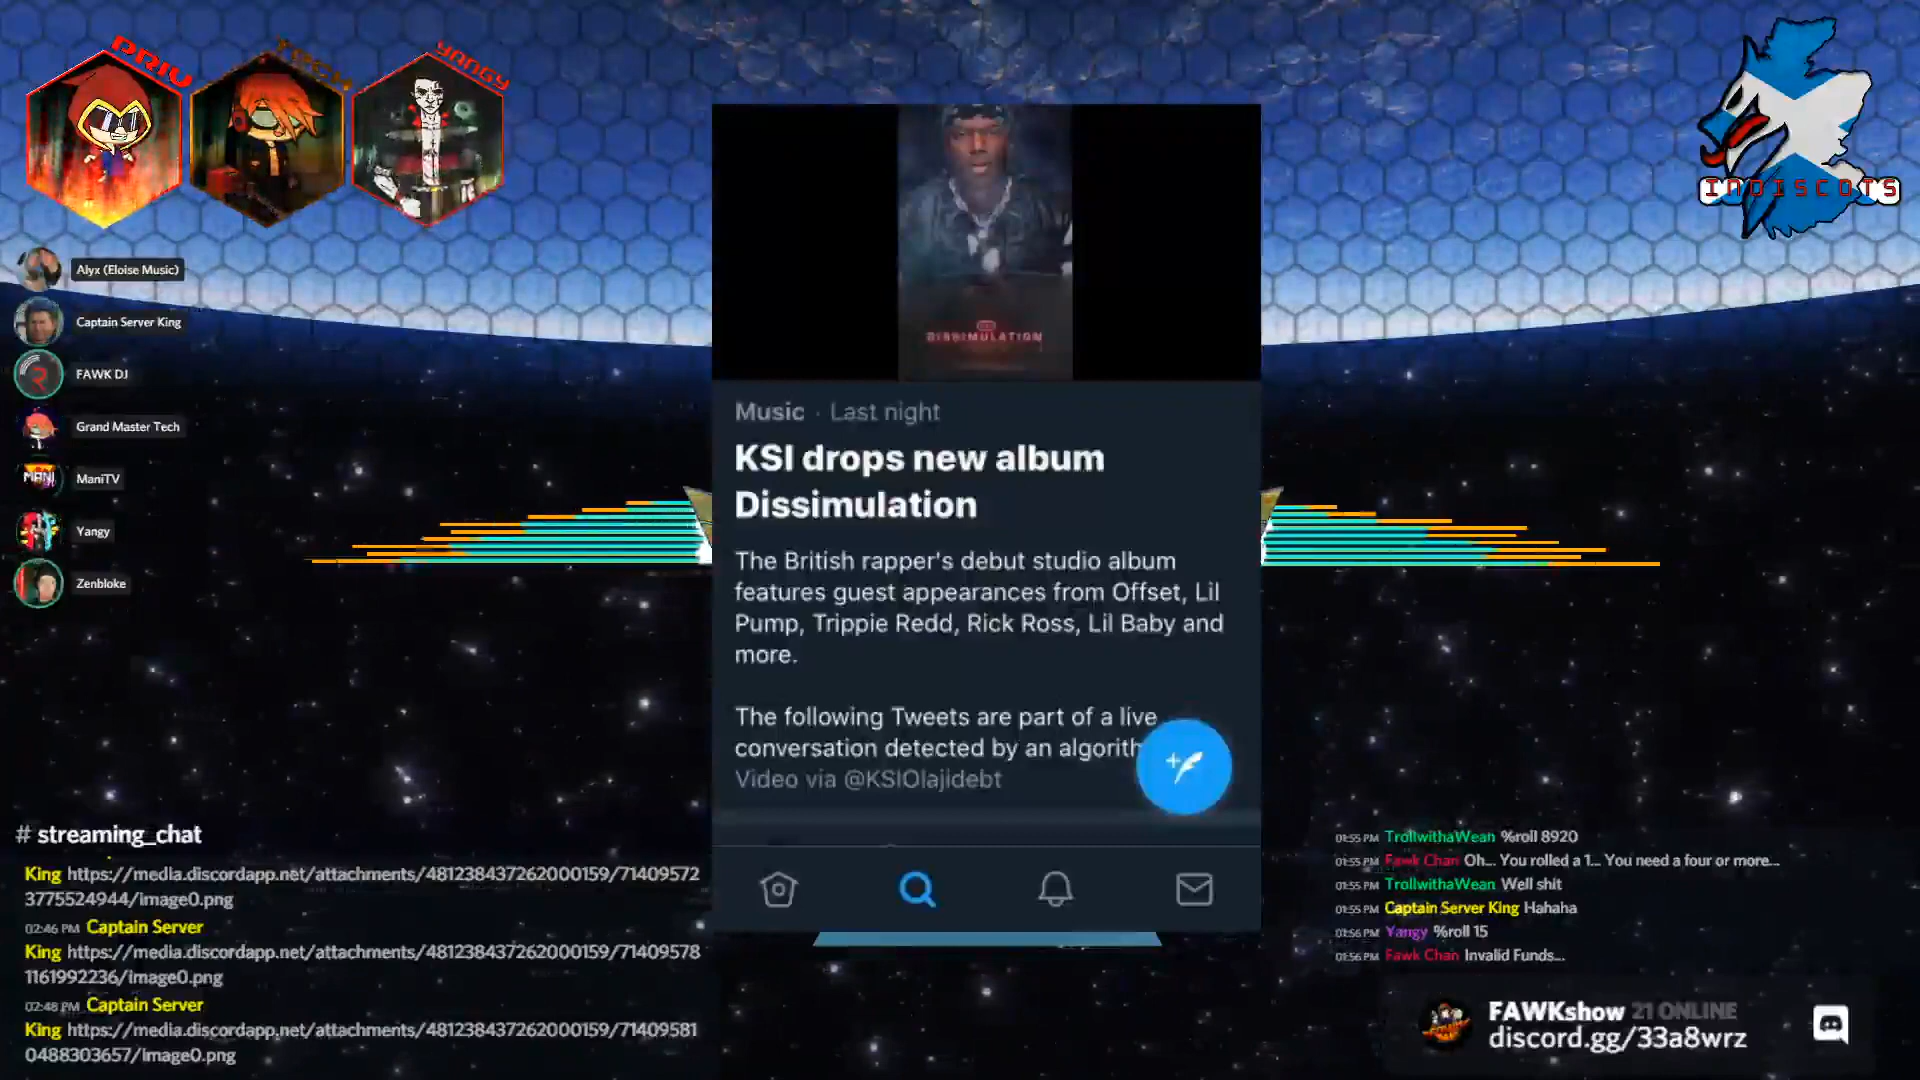 PRIV
TECH
YANGY
INDISCOTS
Alyx (Eloise Music)
Captain Server King
FAWK DJ
Grand Master Tech
MANI
ManiTV
Yangy
Zenbloke
DISSIMULATION
Music · Last night
KSI drops new album
Dissimulation
The British rapper's debut studio album
features guest appearances from Offset, Lil
Pump, Trippie Redd, Rick Ross, Lil Baby and
more.
The following Tweets are part of a live
conversation detected by an algorith
Video via @KSIOlajidebt
# streaming_chat
King https://media.discordapp.net/attachments/481238437262000159/71409572
3775524944/image0.png
02:46 PM Captain Server
King https://media.discordapp.net/attachments/481238437262000159/71409578
1161992236/image0.png
02:48 PM Captain Server
King https://media.discordapp.net/attachments/481238437262000159/71409581
0488303657/image0.png
01:55 PM TrollwithaWean %roll 8920
01:55 PM Fawk Chan Oh... You rolled a 1... You need a four or more...
01:55 PM TrollwithaWean Well shit
01:55 PM Captain Server King Hahaha
01:56 PM Yangy %roll 15
01:56 PM Fawk Chan Invalid Funds...
FAWKshow 21 ONLINE
discord.gg/33a8wrz